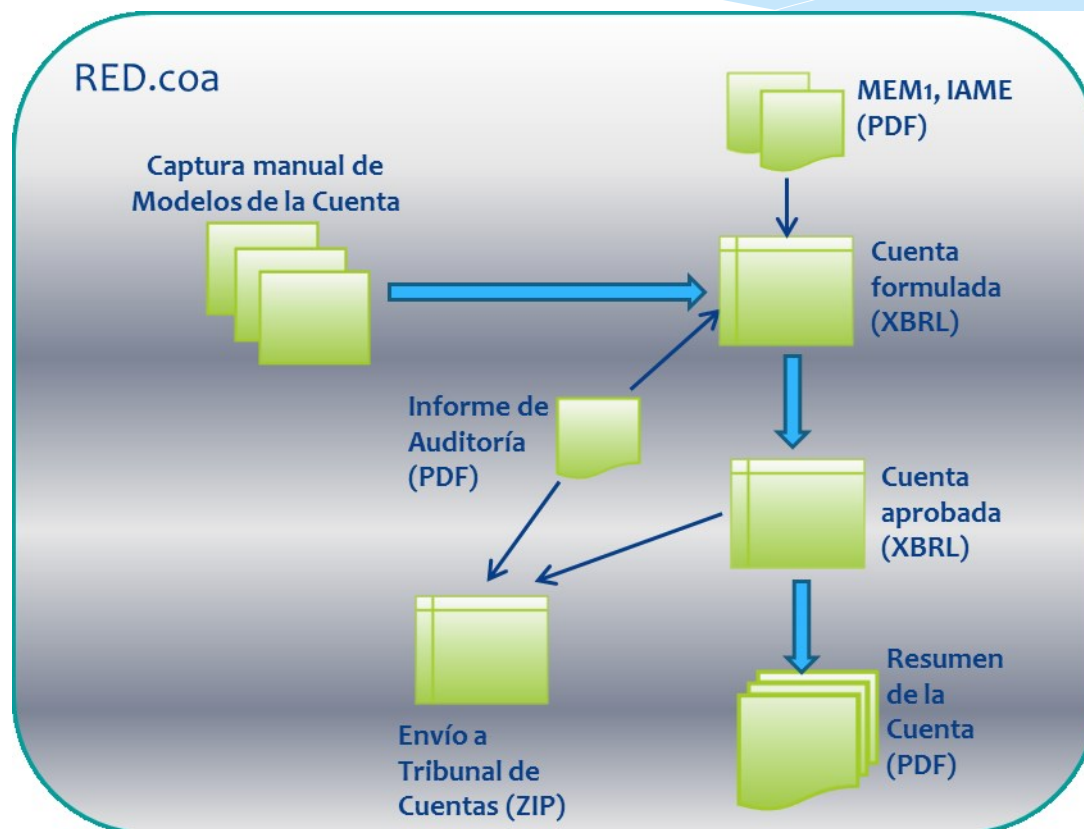 RED.coa
MEM1, IAME
(PDF)
Captura manual de
Modelos de la Cuenta
Cuenta
formulada
(XBRL)
Informe de
Auditoría
(PDF)
Cuenta
aprobada
(XBRL)
Envío a
Tribunal de
Cuentas (ZIP)
Resumen
de la
Cuenta
(PDF)